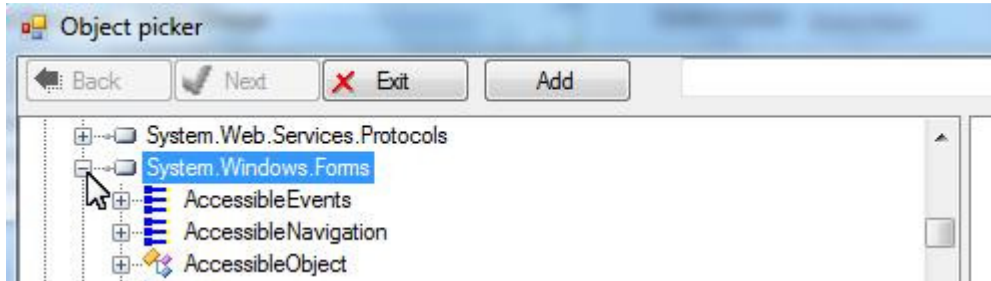 Object picker
Back Next Exit Add
System.Web.Services.Protocols
System.Windows.Forms
AccessibleEvents
AccessibleNavigation
AccessibleObject